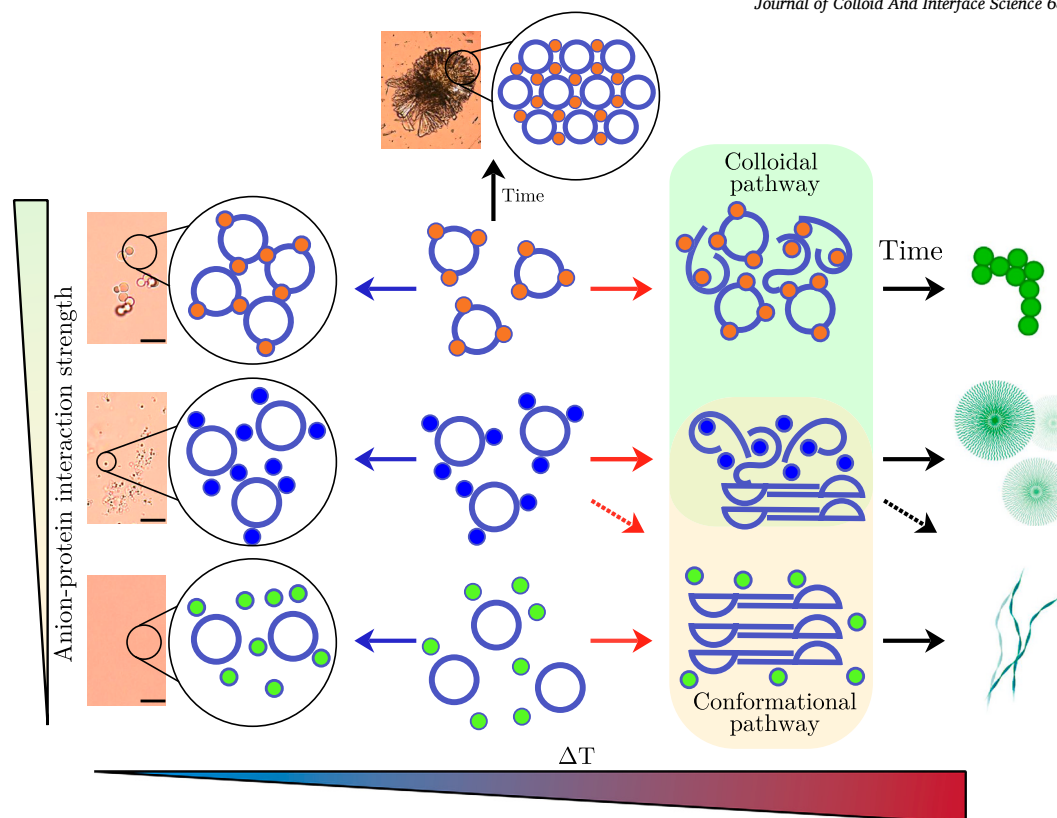 Journal of Colloid And Interface Science 6
Time
Colloidal
pathway
Time
Anion-protein interaction strength
Conformational
pathway
ΔT